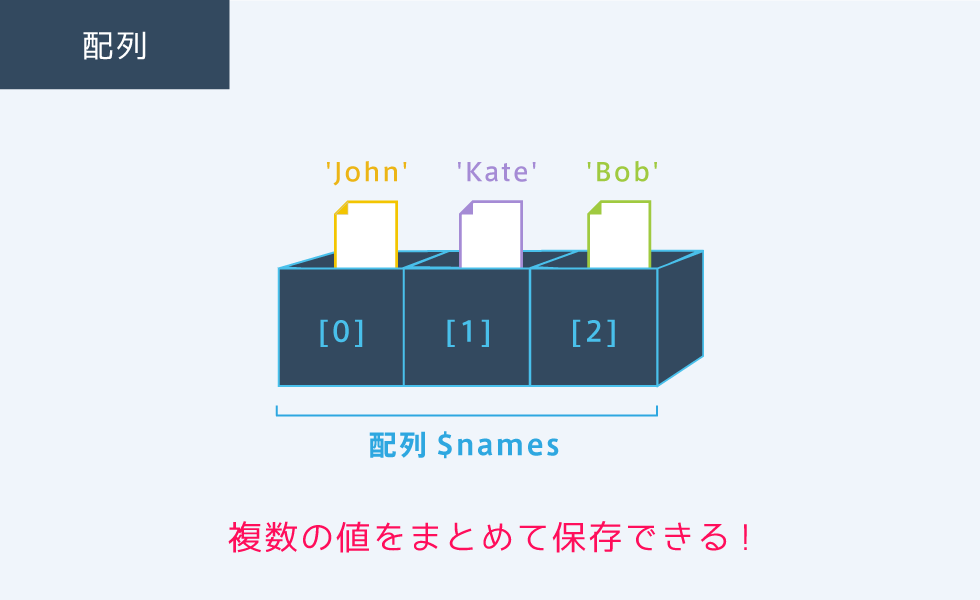 配列
'John' 'Kate' 'Bob'
[0] [1] [2]
配列 $names
複数の値をまとめて保存できる！